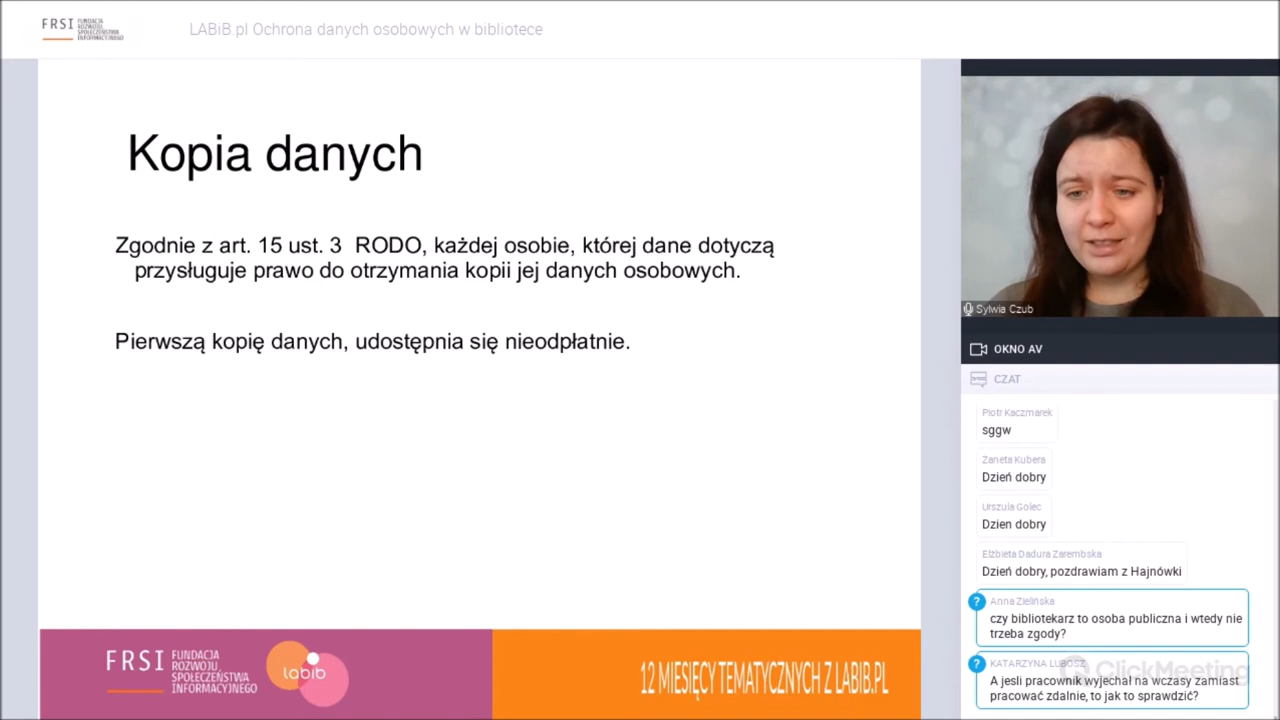 FRSI FUNDACJA
ROZWOJU
SPOŁECZEŃSTWA
INFORMACYJNEGO
LABiB.pl Ochrona danych osobowych w bibliotece
Kopia danych
Zgodnie z art. 15 ust. 3 RODO, każdej osobie, której dane dotyczą
przysługuje prawo do otrzymania kopii jej danych osobowych.
Pierwszą kopię danych, udostępnia się nieodpłatnie.
FRSI FUNDACJA
ROZWOJU
SPOŁECZEŃSTWA
INFORMACYJNEGO
labib
12 MIESIĘCY TEMATYCZNYCH Z LABIB.PL
Sylwia Czub
OKNO AV
CZAT
Piotr Kaczmarek
sggw
Zaneta Kubera
Dzień dobry
Urszula Golec
Dzien dobry
Elżbieta Dadura Zarembska
Dzień dobry, pozdrawiam z Hajnówki
? Anna Zielińska
czy bibliotekarz to osoba publiczna i wtedy nie
trzeba zgody?
? KATARZYNA LUBOSZ
ClickMeeting
A jesli pracownik wyjechal na wczasy zamiast
pracować zdalnie, to jak to sprawdzić?